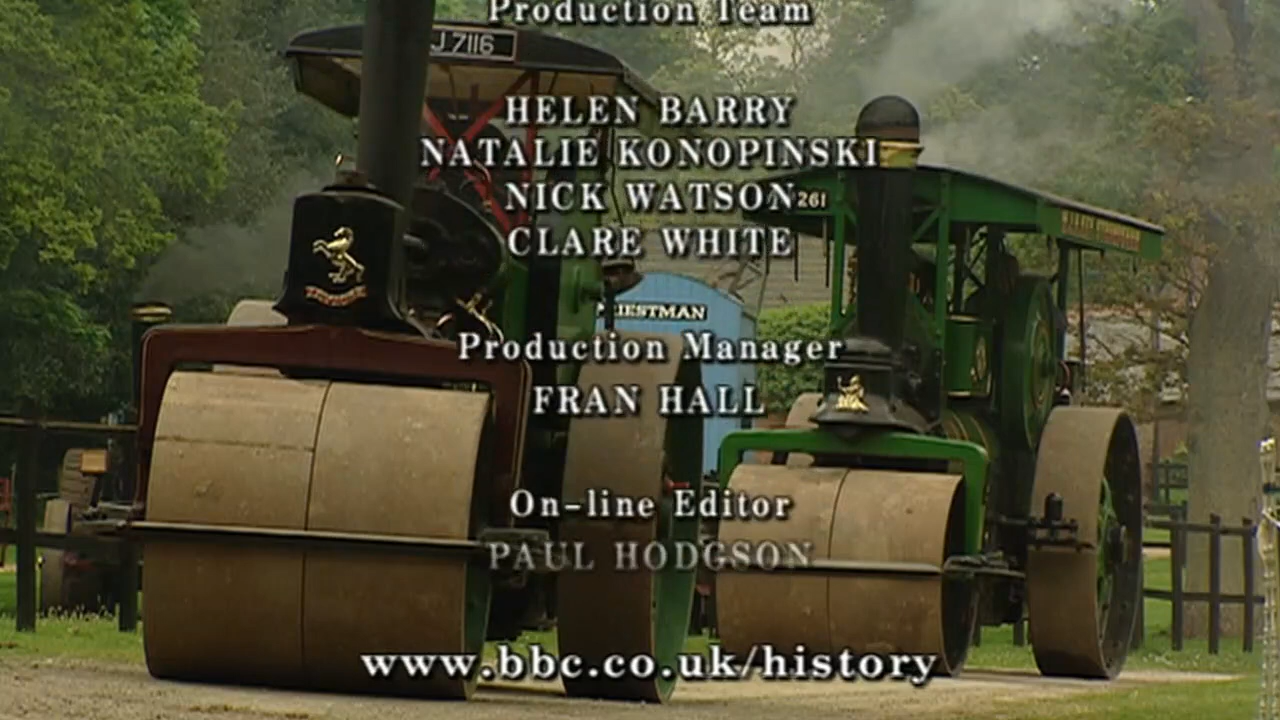 Production Team
J 7116
HELEN BARRY
NATALIE KONOPINSKI
NICK WATSON
261
CLARE WHITE
PRIESTMAN
Production Manager
FRAN HALL
On-line Editor
PAUL HODGSON
www.bbc.co.uk/history